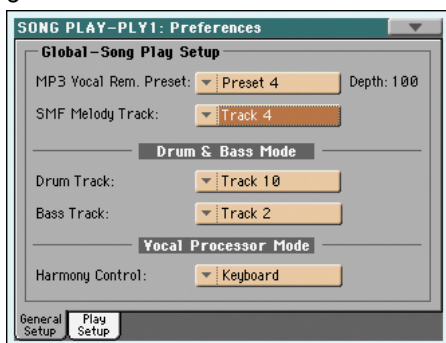 SONG PLAY-PLY1: Preferences
Global-Song Play Setup
MP3 Vocal Rem. Preset: Preset 4 Depth: 100
SMF Melody Track: Track 4
Drum & Bass Mode
Drum Track: Track 10
Bass Track: Track 2
Vocal Processor Mode
Harmony Control: Keyboard
General Setup Play Setup